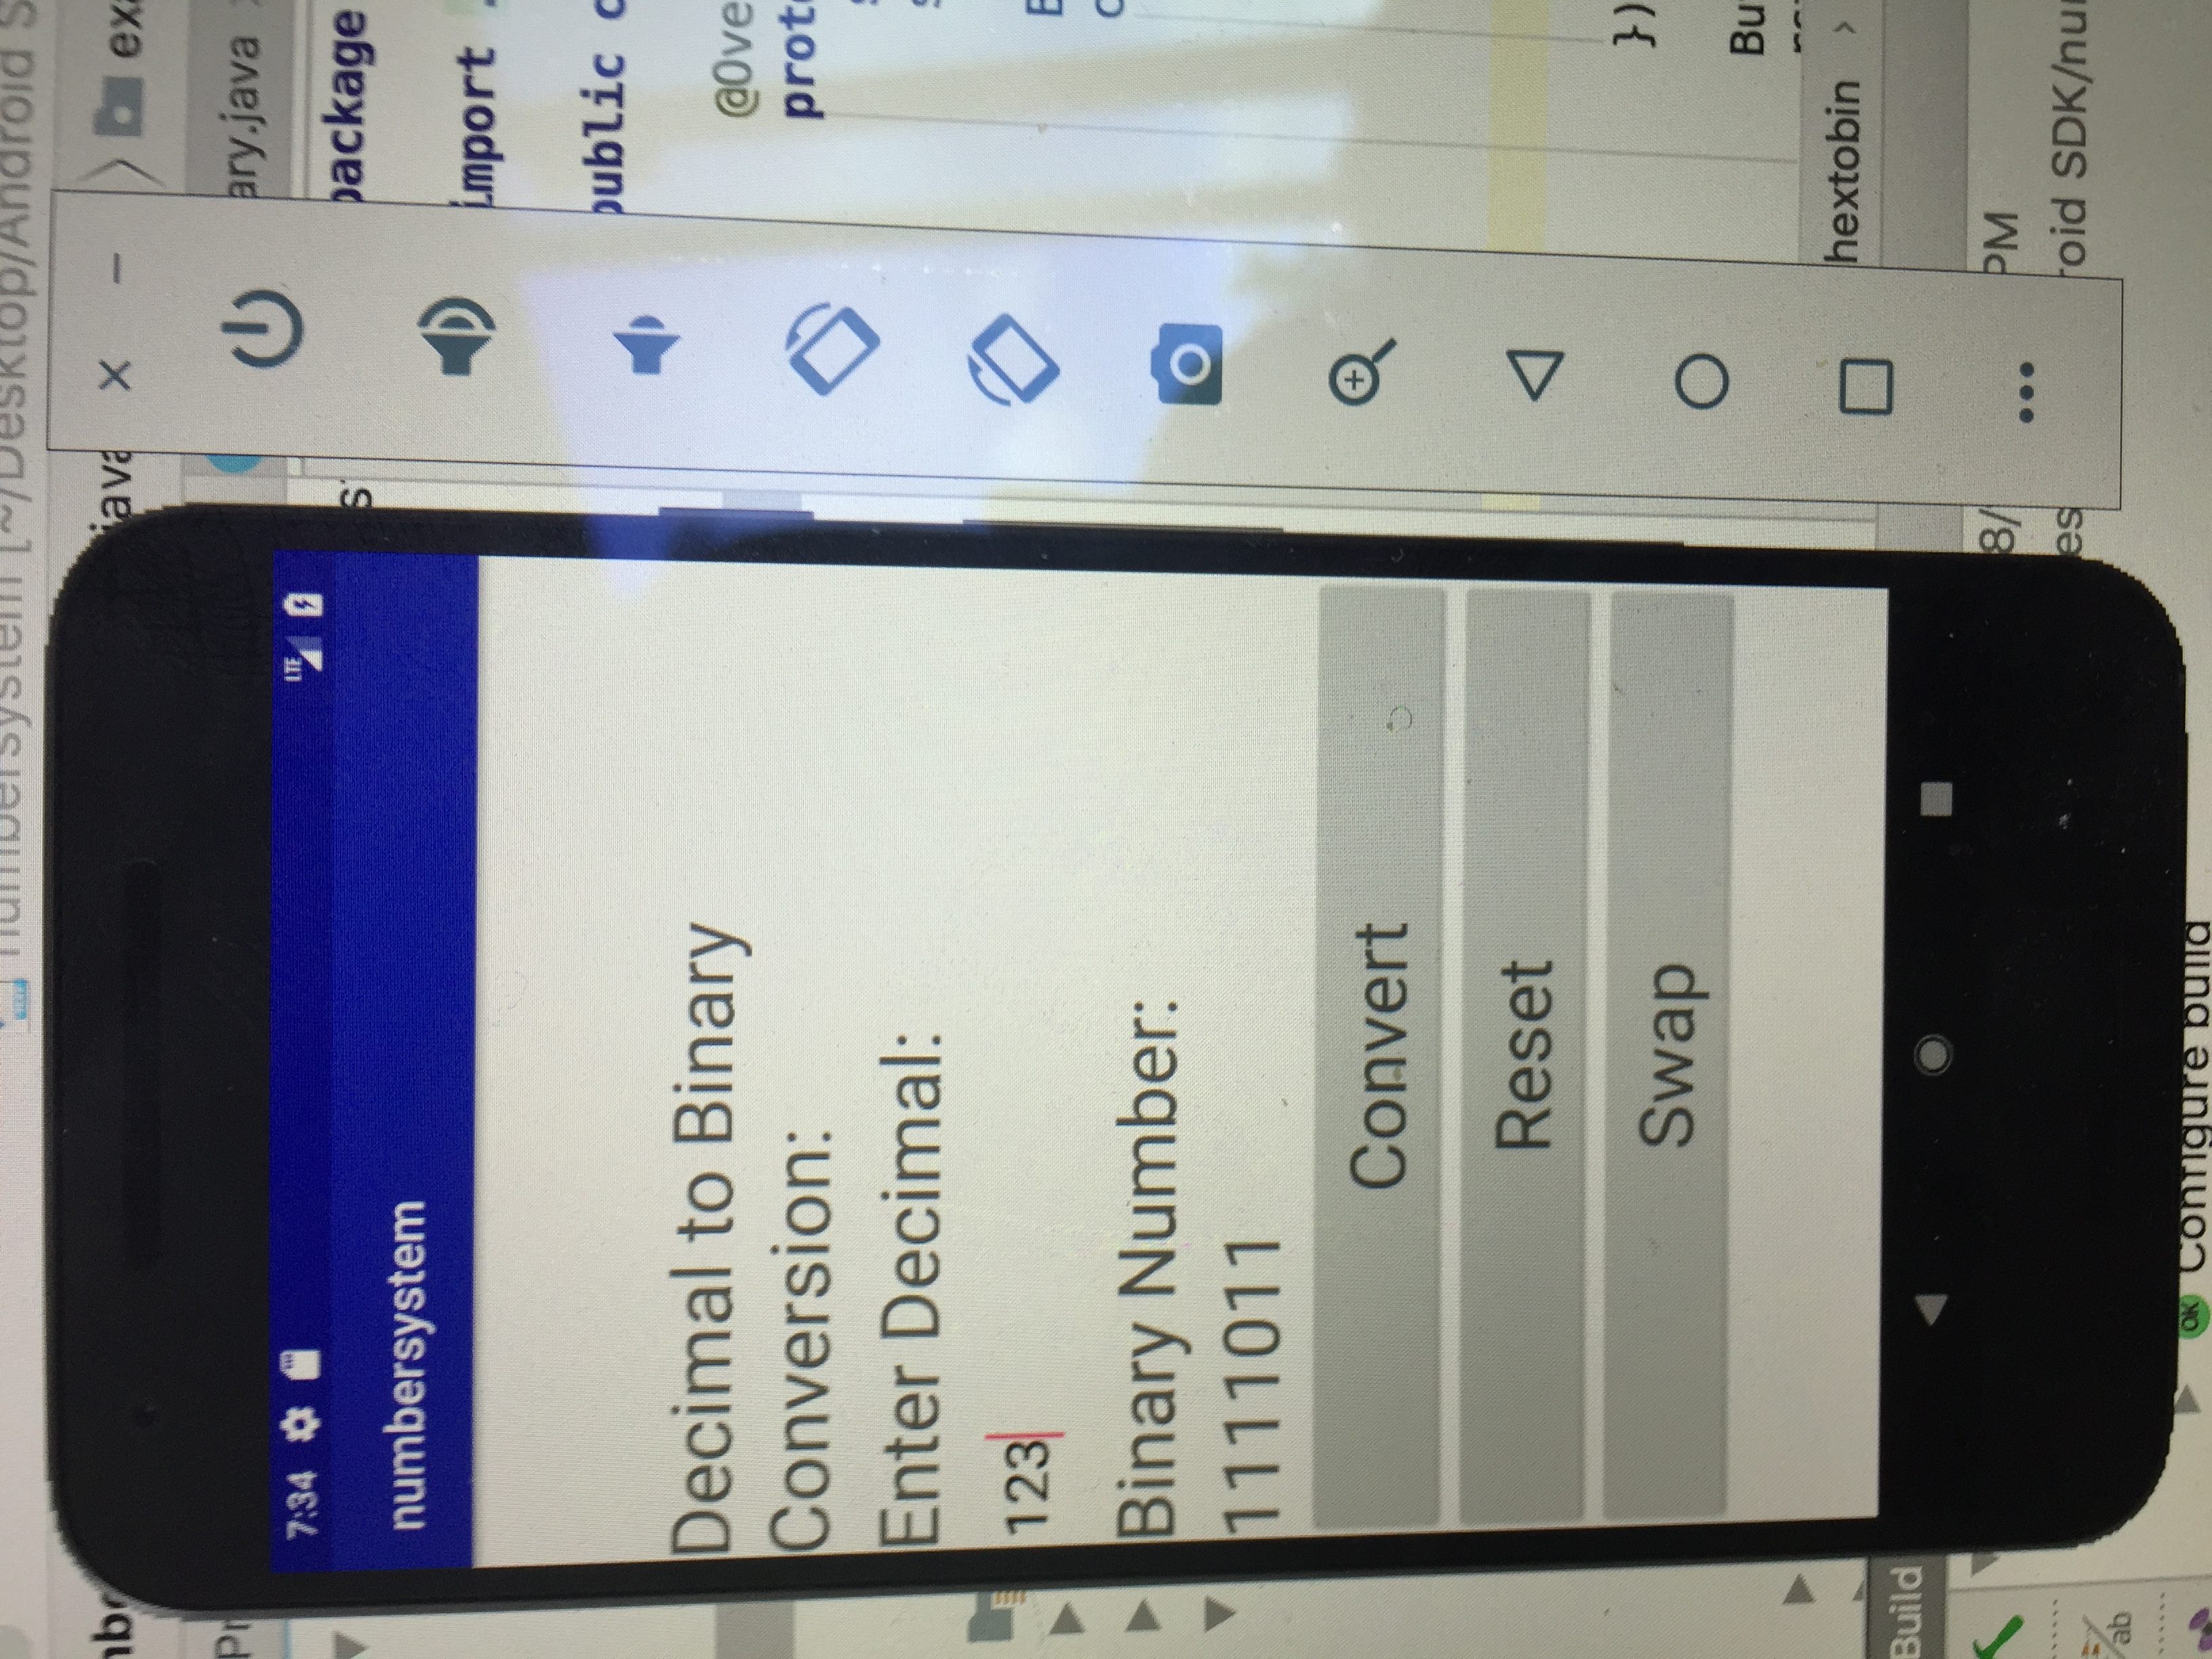 numbersystem [~/Desktop/Android S
java
ex
ary.java
7:34
LTE
numbersystem
package
import
public c
@Ove
prot
Decimal to Binary
Conversion:
Enter Decimal:
123
Binary Number:
1111011
Convert
Reset
Swap
})
Bu
hextobin
Build
8/
PM
es
roid SDK/nu
ab
OK Configure build